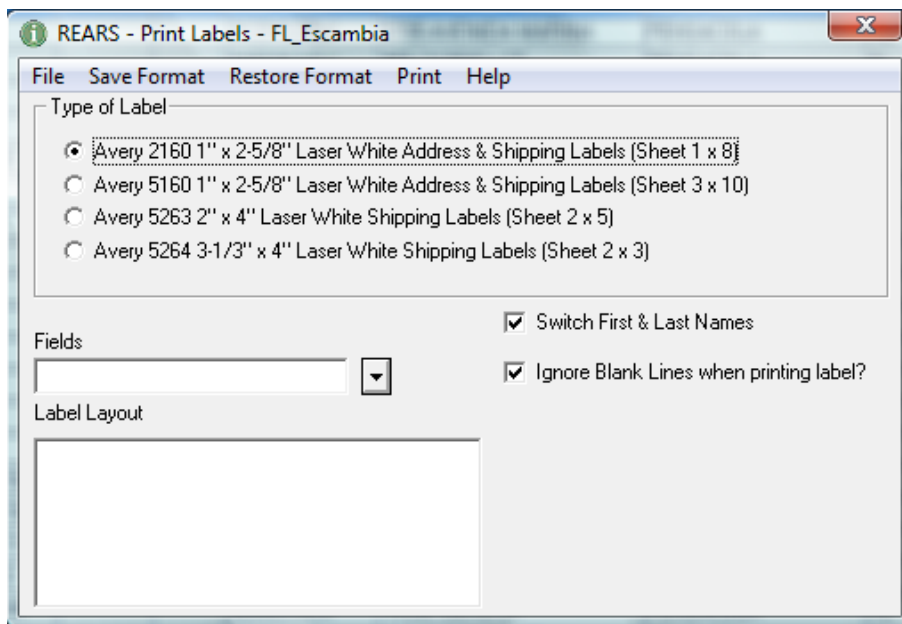 REARS - Print Labels - FL_Escambia
File Save Format Restore Format Print Help
Type of Label
Avery 2160 1" x 2-5/8" Laser White Address & Shipping Labels (Sheet 1 x 8)
Avery 5160 1" x 2-5/8" Laser White Address & Shipping Labels (Sheet 3 x 10)
Avery 5263 2" x 4" Laser White Shipping Labels (Sheet 2 x 5)
Avery 5264 3-1/3" x 4" Laser White Shipping Labels (Sheet 2 x 3)
Switch First & Last Names
Fields
Ignore Blank Lines when printing label?
Label Layout